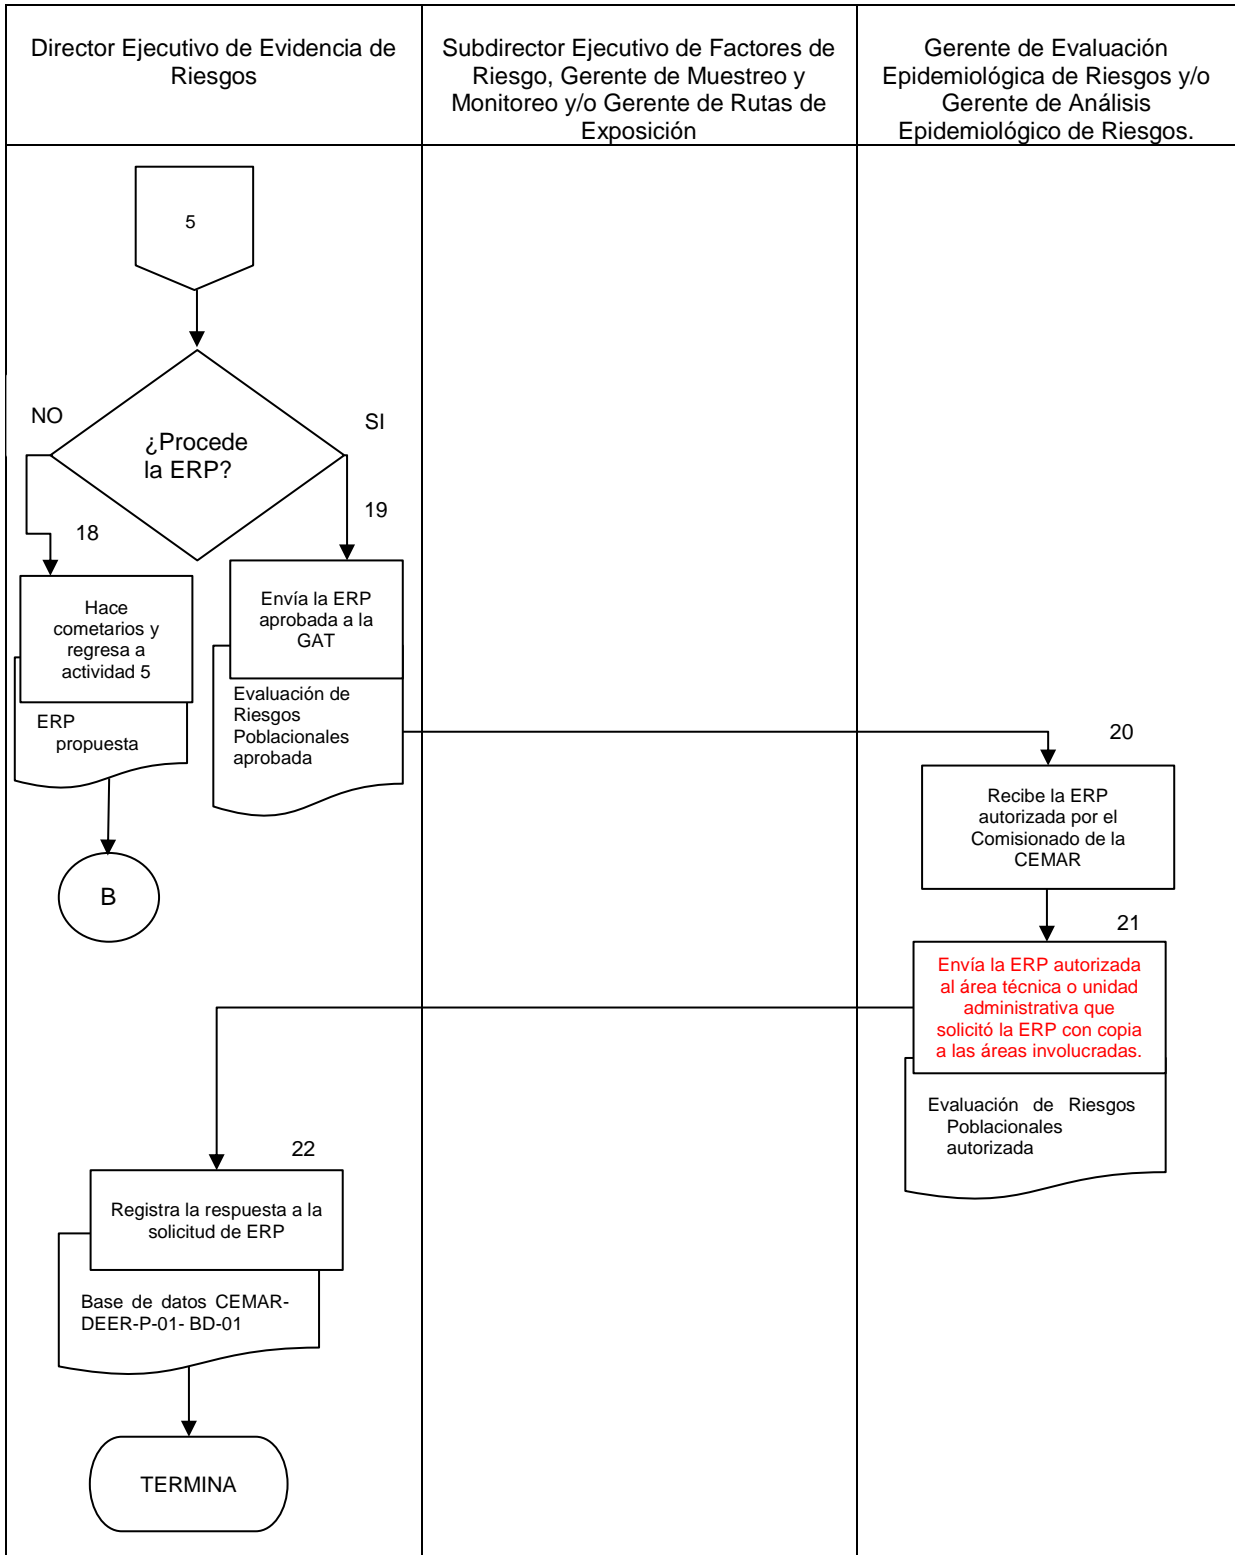 Director Ejecutivo de Evidencia de
Riesgos
Subdirector Ejecutivo de Factores de
Riesgo, Gerente de Muestreo y
Monitoreo y/o Gerente de Rutas de
Exposición
Gerente de Evaluación
Epidemiológica de Riesgos y/o
Gerente de Análisis
Epidemiológico de Riesgos.
5
NO
SI
¿Procede
la ERP?
18
19
Hace
cometarios y
regresa a
actividad 5
ERP
propuesta
Envía la ERP
aprobada a la
GAT
Evaluación de
Riesgos
Poblacionales
aprobada
B
20
Recibe la ERP
autorizada por el
Comisionado de la
CEMAR
21
Envía la ERP autorizada
al área técnica o unidad
administrativa que
solicitó la ERP con copia
a las áreas involucradas.
Evaluación de Riesgos
Poblacionales
autorizada
22
Registra la respuesta a la
solicitud de ERP
Base de datos CEMAR-
DEER-P-01- BD-01
TERMINA